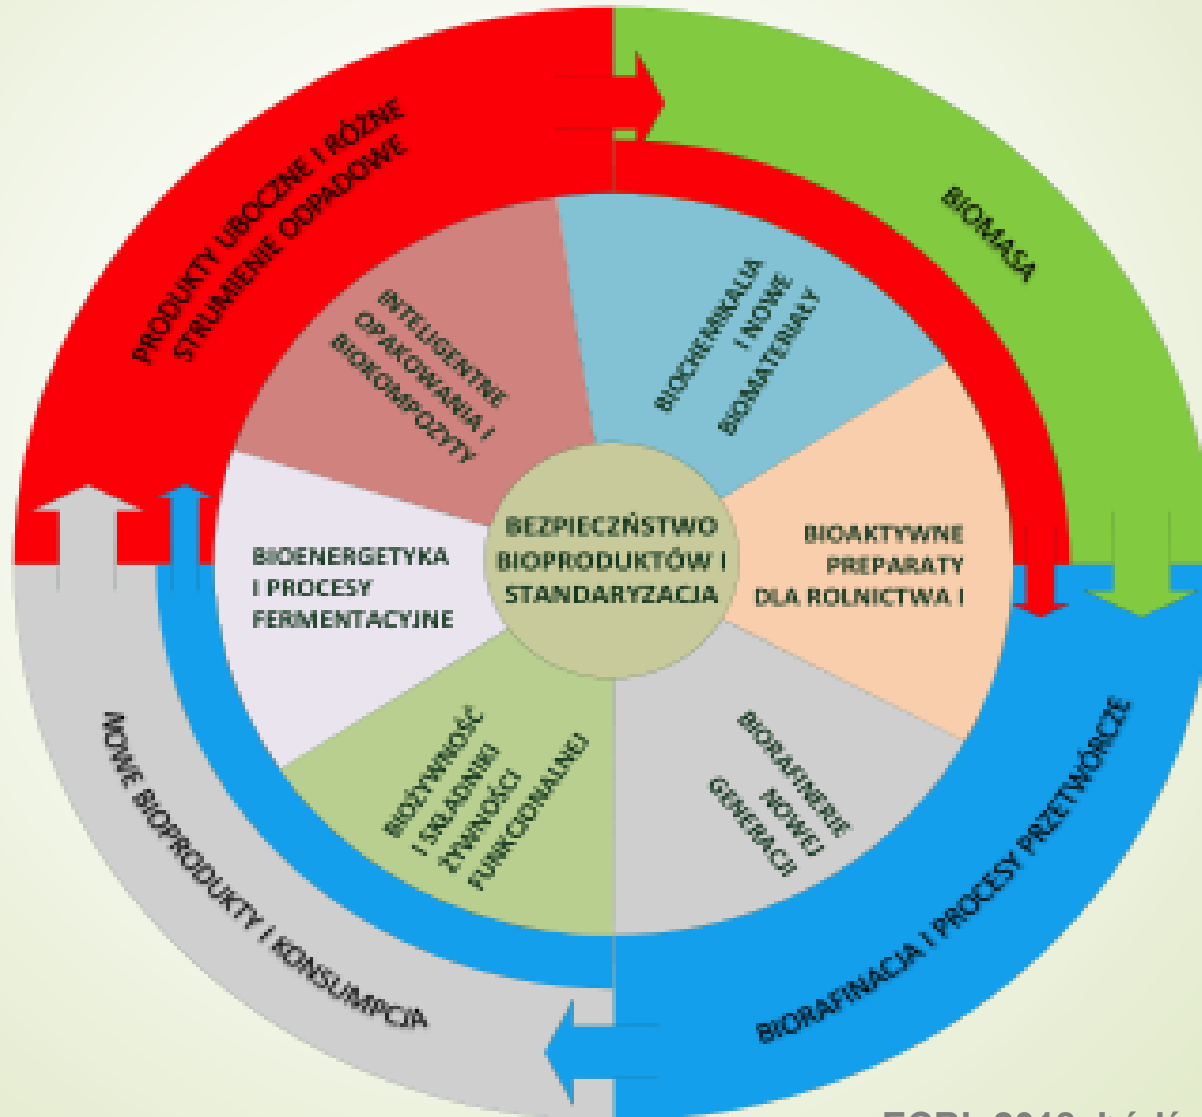 PRODUKTY UBOCZNE I RÓŻNE
STRUMIENIE ODPADOWE
BIOMASA
INTELIGENTNE
OPAKOWANIA I
BIOKOMPOZYTY
BIOCHEMIKALIA
I NOWE
BIOMATERIAŁY
BIOENERGETYKA
I PROCESY
FERMENTACYJNE
BEZPIECZŃSTWO
BIOPRODUKTÓW I
STANDARYZACJA
BIOAKTYWNE
PREPARATY
DLA ROLNICTWA I
BIOŻYWNOŚĆ
I SKŁADNIKI
ŻYWNOŚCI
FUNKCJONALNEJ
BIORAFINERIE
NOWEJ
GENERACJI
NOWE BIOPRODUKTY I KONSUMPCJA
BIORAFINACJA I PROCESY PRZETWÓRCZE